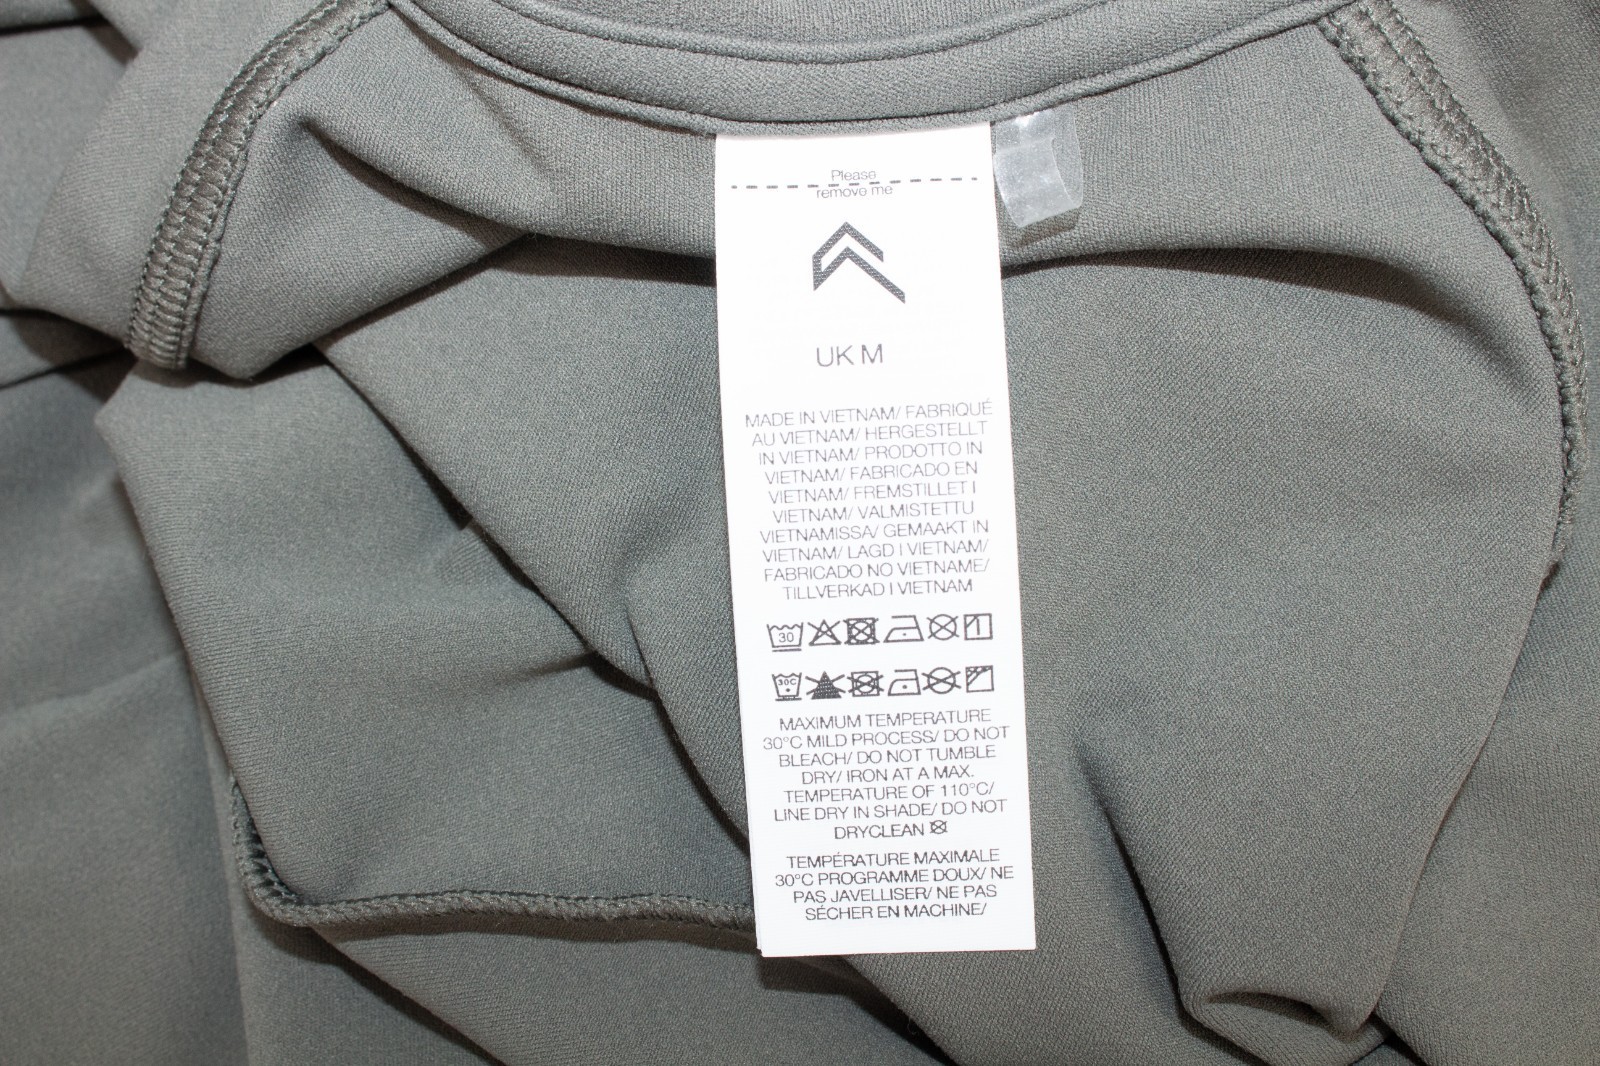 Please
remove me
UK M
MADE IN VIETNAM/ FABRIQUÉ
AU VIETNAM/ HERGESTELLT
IN VIETNAM/ PRODOTTO IN
VIETNAM/ FABRICADO EN
VIETNAM/ FREMSTILLET I
VIETNAM/ VALMISTETTU
VIETNAMISSA/ GEMAAKT IN
VIETNAM/ LAGD I VIETNAM/
FABRICADO NO VIETNAME/
TILLVERKAD I VIETNAM
30
30C
MAXIMUM TEMPERATURE
30°C MILD PROCESS/ DO NOT
BLEACH/ DO NOT TUMBLE
DRY/ IRON AT A MAX.
TEMPERATURE OF 110°C/
LINE DRY IN SHADE/ DO NOT
DRYCLEAN
TEMPÉRATURE MAXIMALE
30°C PROGRAMME DOUX/ NE
PAS JAVELLISER/ NE PAS
SÉCHER EN MACHINE/